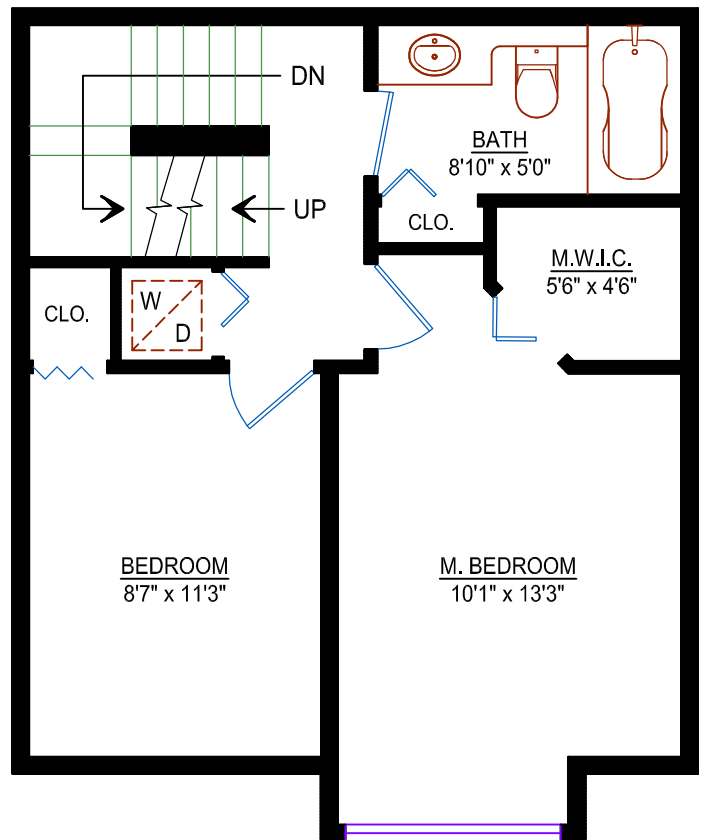 DN
BATH
8'10" x 5'0"
UP
CLO.
M.W.I.C.
5'6" x 4'6"
CLO.
W
D
BEDROOM
8'7" x 11'3"
M. BEDROOM
10'1" x 13'3"